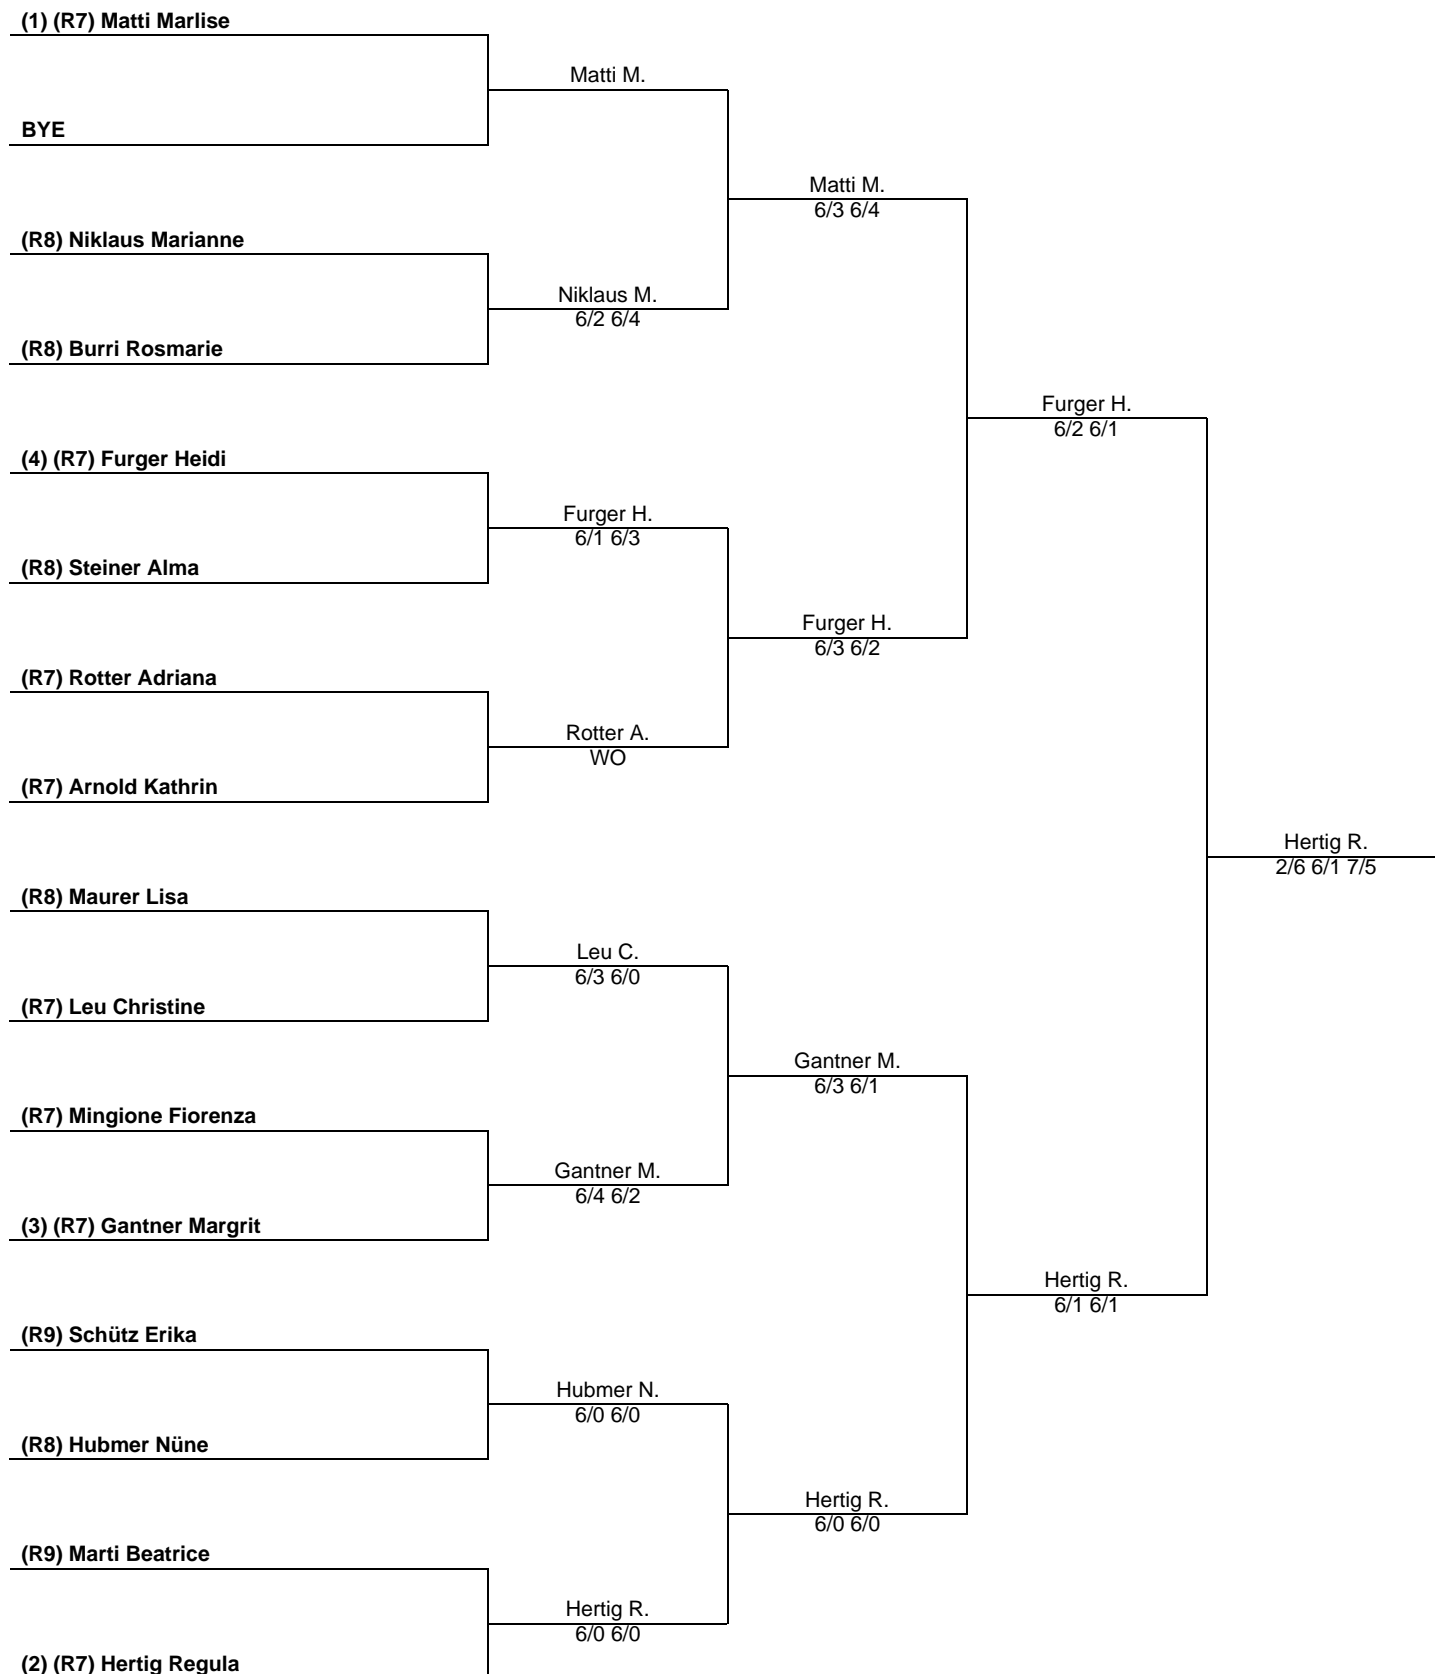 (1) (R7) Matti Marlise
Matti M.
BYE
Matti M.
6/3 6/4
(R8) Niklaus Marianne
Niklaus M.
6/2 6/4
(R8) Burri Rosmarie
Furger H.
6/2 6/1
(4) (R7) Furger Heidi
Furger H.
6/1 6/3
(R8) Steiner Alma
Furger H.
6/3 6/2
(R7) Rotter Adriana
Rotter A.
WO
(R7) Arnold Kathrin
Hertig R.
2/6 6/1 7/5
(R8) Maurer Lisa
Leu C.
6/3 6/0
(R7) Leu Christine
Gantner M.
6/3 6/1
(R7) Mingione Fiorenza
Gantner M.
6/4 6/2
(3) (R7) Gantner Margrit
Hertig R.
6/1 6/1
(R9) Schütz Erika
Hubmer N.
6/0 6/0
(R8) Hubmer Nüne
Hertig R.
6/0 6/0
(R9) Marti Beatrice
Hertig R.
6/0 6/0
(2) (R7) Hertig Regula